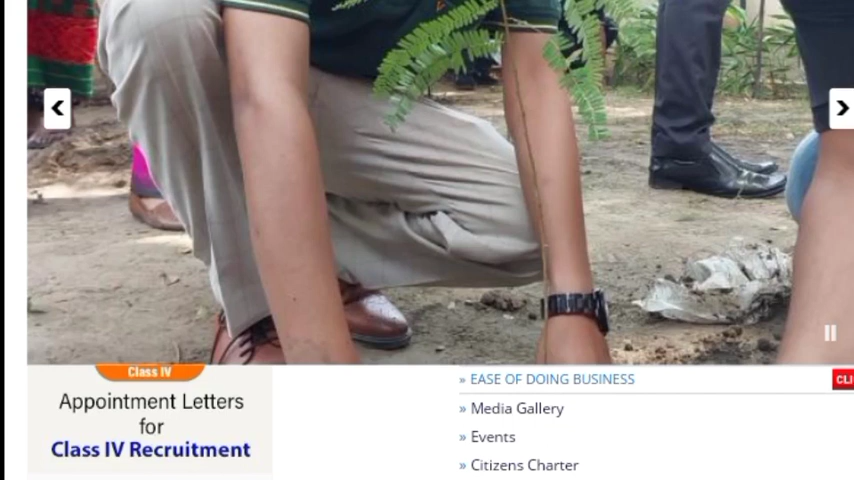 Class IV
Appointment Letters
for
Class IV Recruitment
» EASE OF DOING BUSINESS
» Media Gallery
» Events
» Citizens Charter